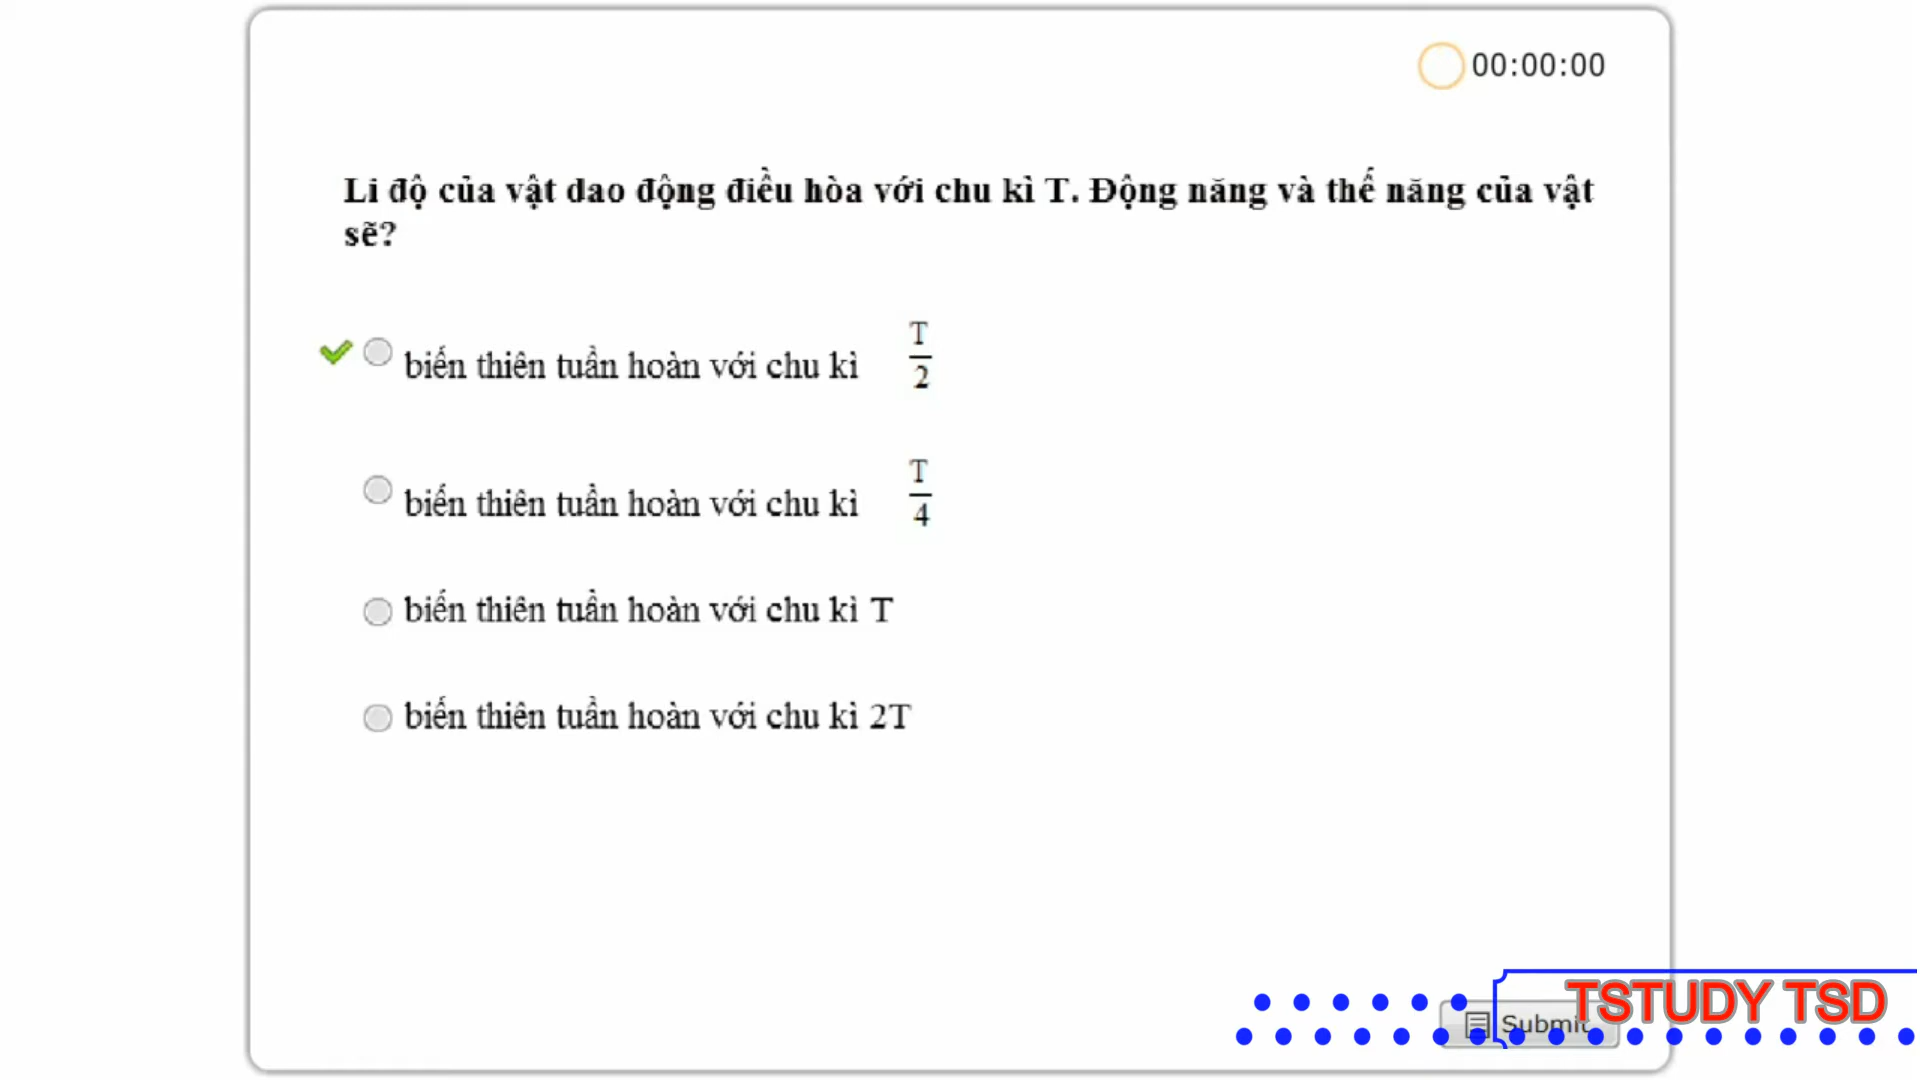 00:00:00
Li độ của vật dao động điều hòa với chu kì T. Động năng và thế năng của vật
sẽ?
biến thiên tuần hoàn với chu kì T/2
biến thiên tuần hoàn với chu kì T/4
biến thiên tuần hoàn với chu kì T
biến thiên tuần hoàn với chu kì 2T
TSTUDY TSD
Submit